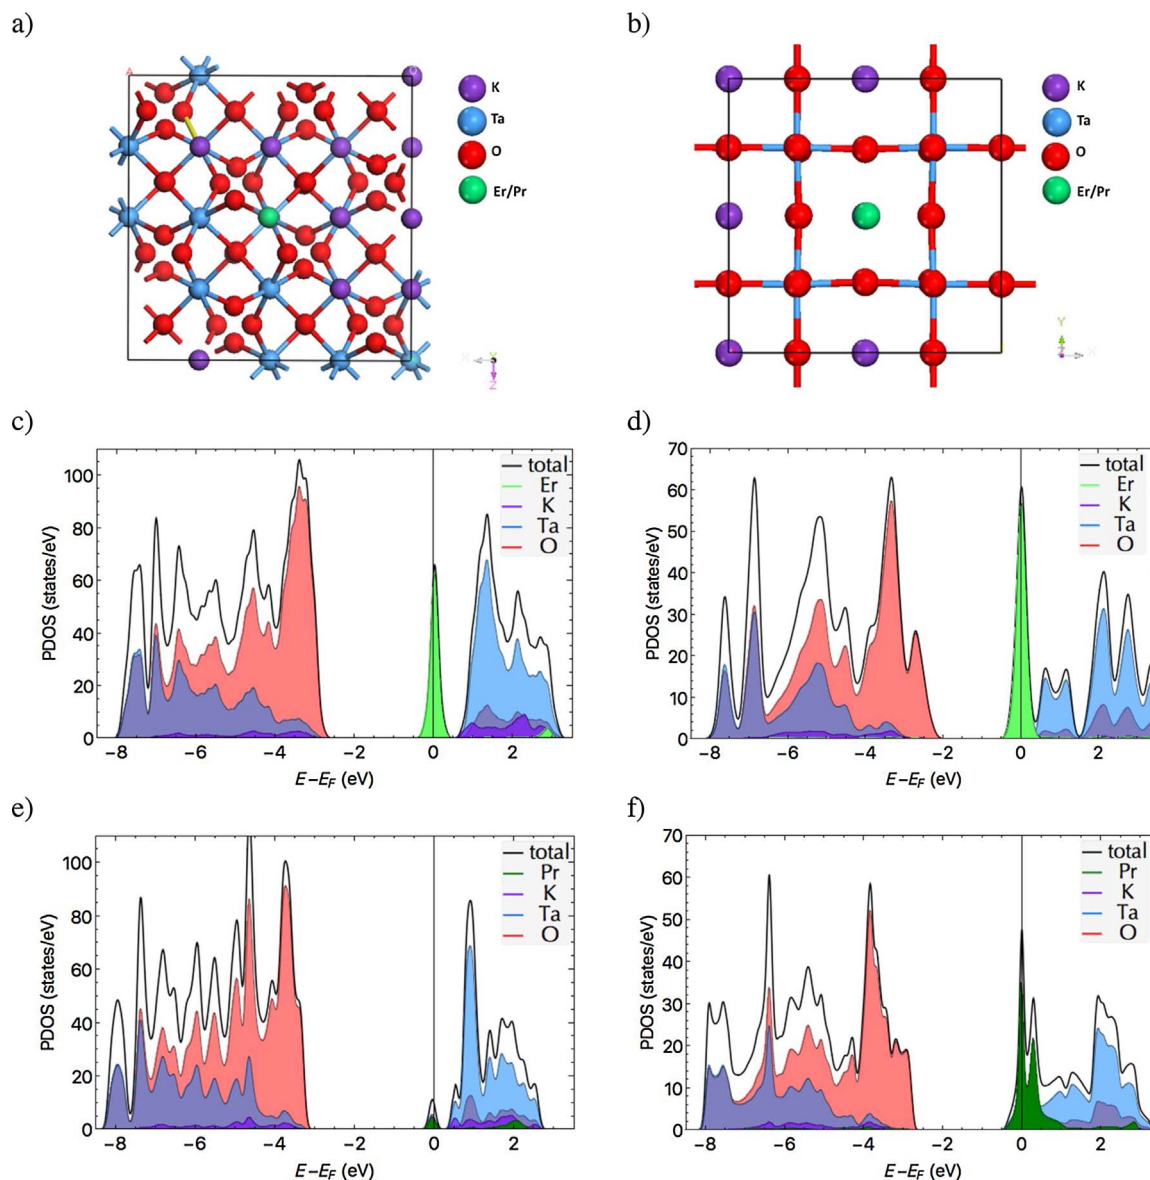 a)
b)
A
O
K
Ta
O
Er/Pr
X
Y
Z
K
Ta
O
Er/Pr
Y
Z
X
c)
d)
PDOS (states/eV)
100
80
60
40
20
0
−8
−6
−4
−2
0
2
E−E_F (eV)
total
Er
K
Ta
O
PDOS (states/eV)
70
60
50
40
30
20
10
0
−8
−6
−4
−2
0
2
E−E_F (eV)
total
Er
K
Ta
O
e)
f)
PDOS (states/eV)
100
80
60
40
20
0
−8
−6
−4
−2
0
2
E−E_F (eV)
total
Pr
K
Ta
O
PDOS (states/eV)
70
60
50
40
30
20
10
0
−8
−6
−4
−2
0
2
E−E_F (eV)
total
Pr
K
Ta
O